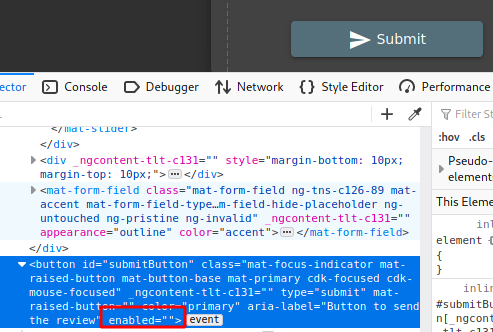 Submit
ector
Console
Debugger
Network
Style Editor
Performance
</mat-slider>
</div>
<div _ngcontent-tlt-c131="" style="margin-bottom: 10px;
margin-top: 10px;"> </div>
<mat-form-field class="mat-form-field ng-tns-c126-89 mat-
accent mat-form-field-type…m-field-hide-placeholder ng-
untouched ng-pristine ng-invalid" _ngcontent-tlt-c131=""
appearance="outline" color="accent"> </mat-form-field>
</div>
<button id="submitButton" class="mat-focus-indicator mat-
raised-button mat-button-base mat-primary cdk-focused cdk-
mouse-focused" _ngcontent-tlt-c131="" type="submit" mat-
raised-button="" color="primary" aria-label="Button to send
the review" enabled=""> event
Filter St
:hov .cls
Pseudo-
elements
This Elemen
inl
element {
}
inl
#submitBu
n[_ngcont